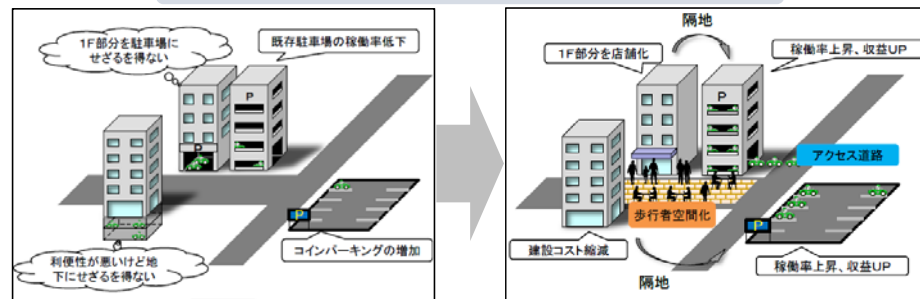 1F部分を駐車場に
せざるを得ない
既存駐車場の稼働率低下
P
P
P
コインパーキングの増加
利便性が悪いけど地
下にせざるを得ない
隔地
1F部分を店舗化
稼働率上昇、収益UP
P
アクセス道路
歩行者空間化
P
建設コスト縮減
隔地
稼働率上昇、収益UP